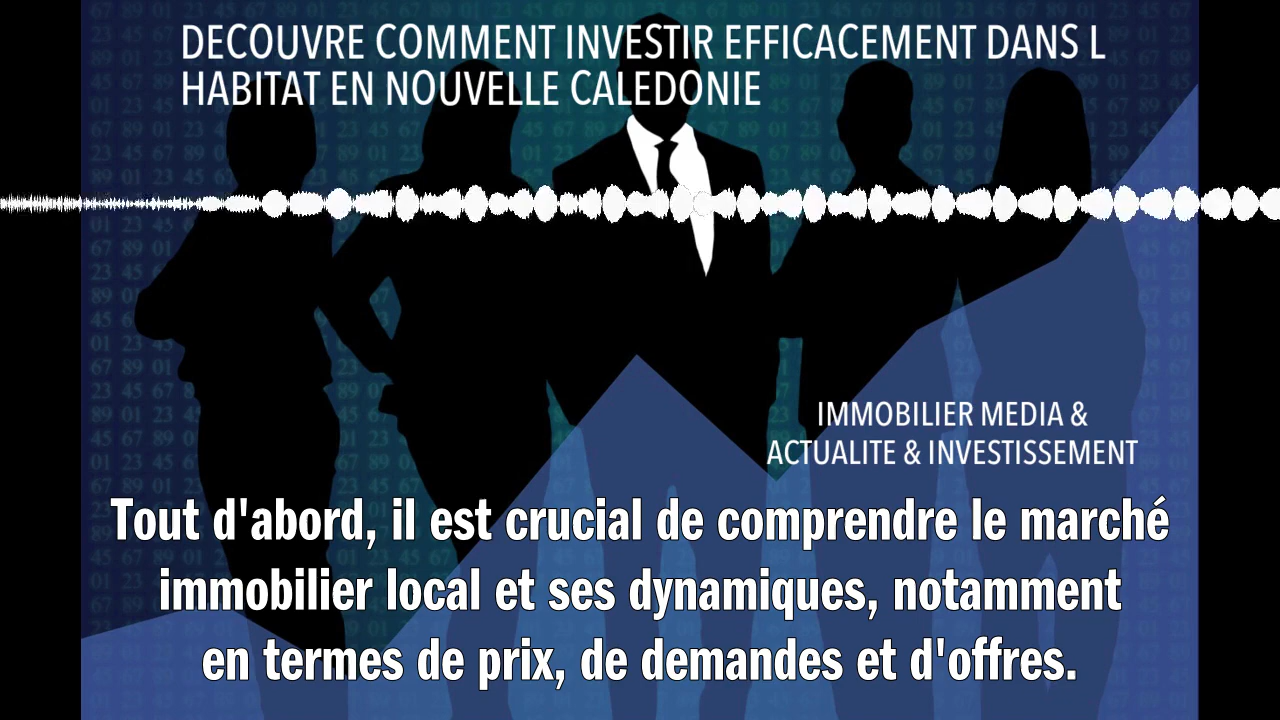 DECOUVRE COMMENT INVESTIR EFFICACEMENT DANS L
HABITAT EN NOUVELLE CALEDONIE
IMMOBILIER MEDIA &
ACTUALITE & INVESTISSEMENT
Tout d'abord, il est crucial de comprendre le marché
immobilier local et ses dynamiques, notamment
en termes de prix, de demandes et d'offres.